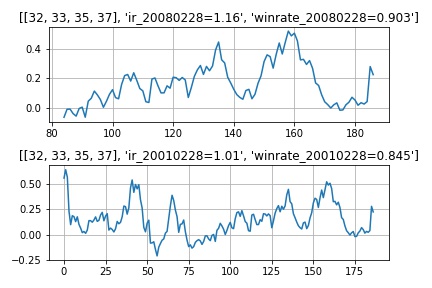 [[32, 33, 35, 37], 'ir_20080228=1.16', 'winrate_20080228=0.903']
0.4
0.2
0.0
80 100 120 140 160 180
[[32, 33, 35, 37], 'ir_20010228=1.01', 'winrate_20010228=0.845']
0.50
0.25
0.00
−0.25
0 25 50 75 100 125 150 175